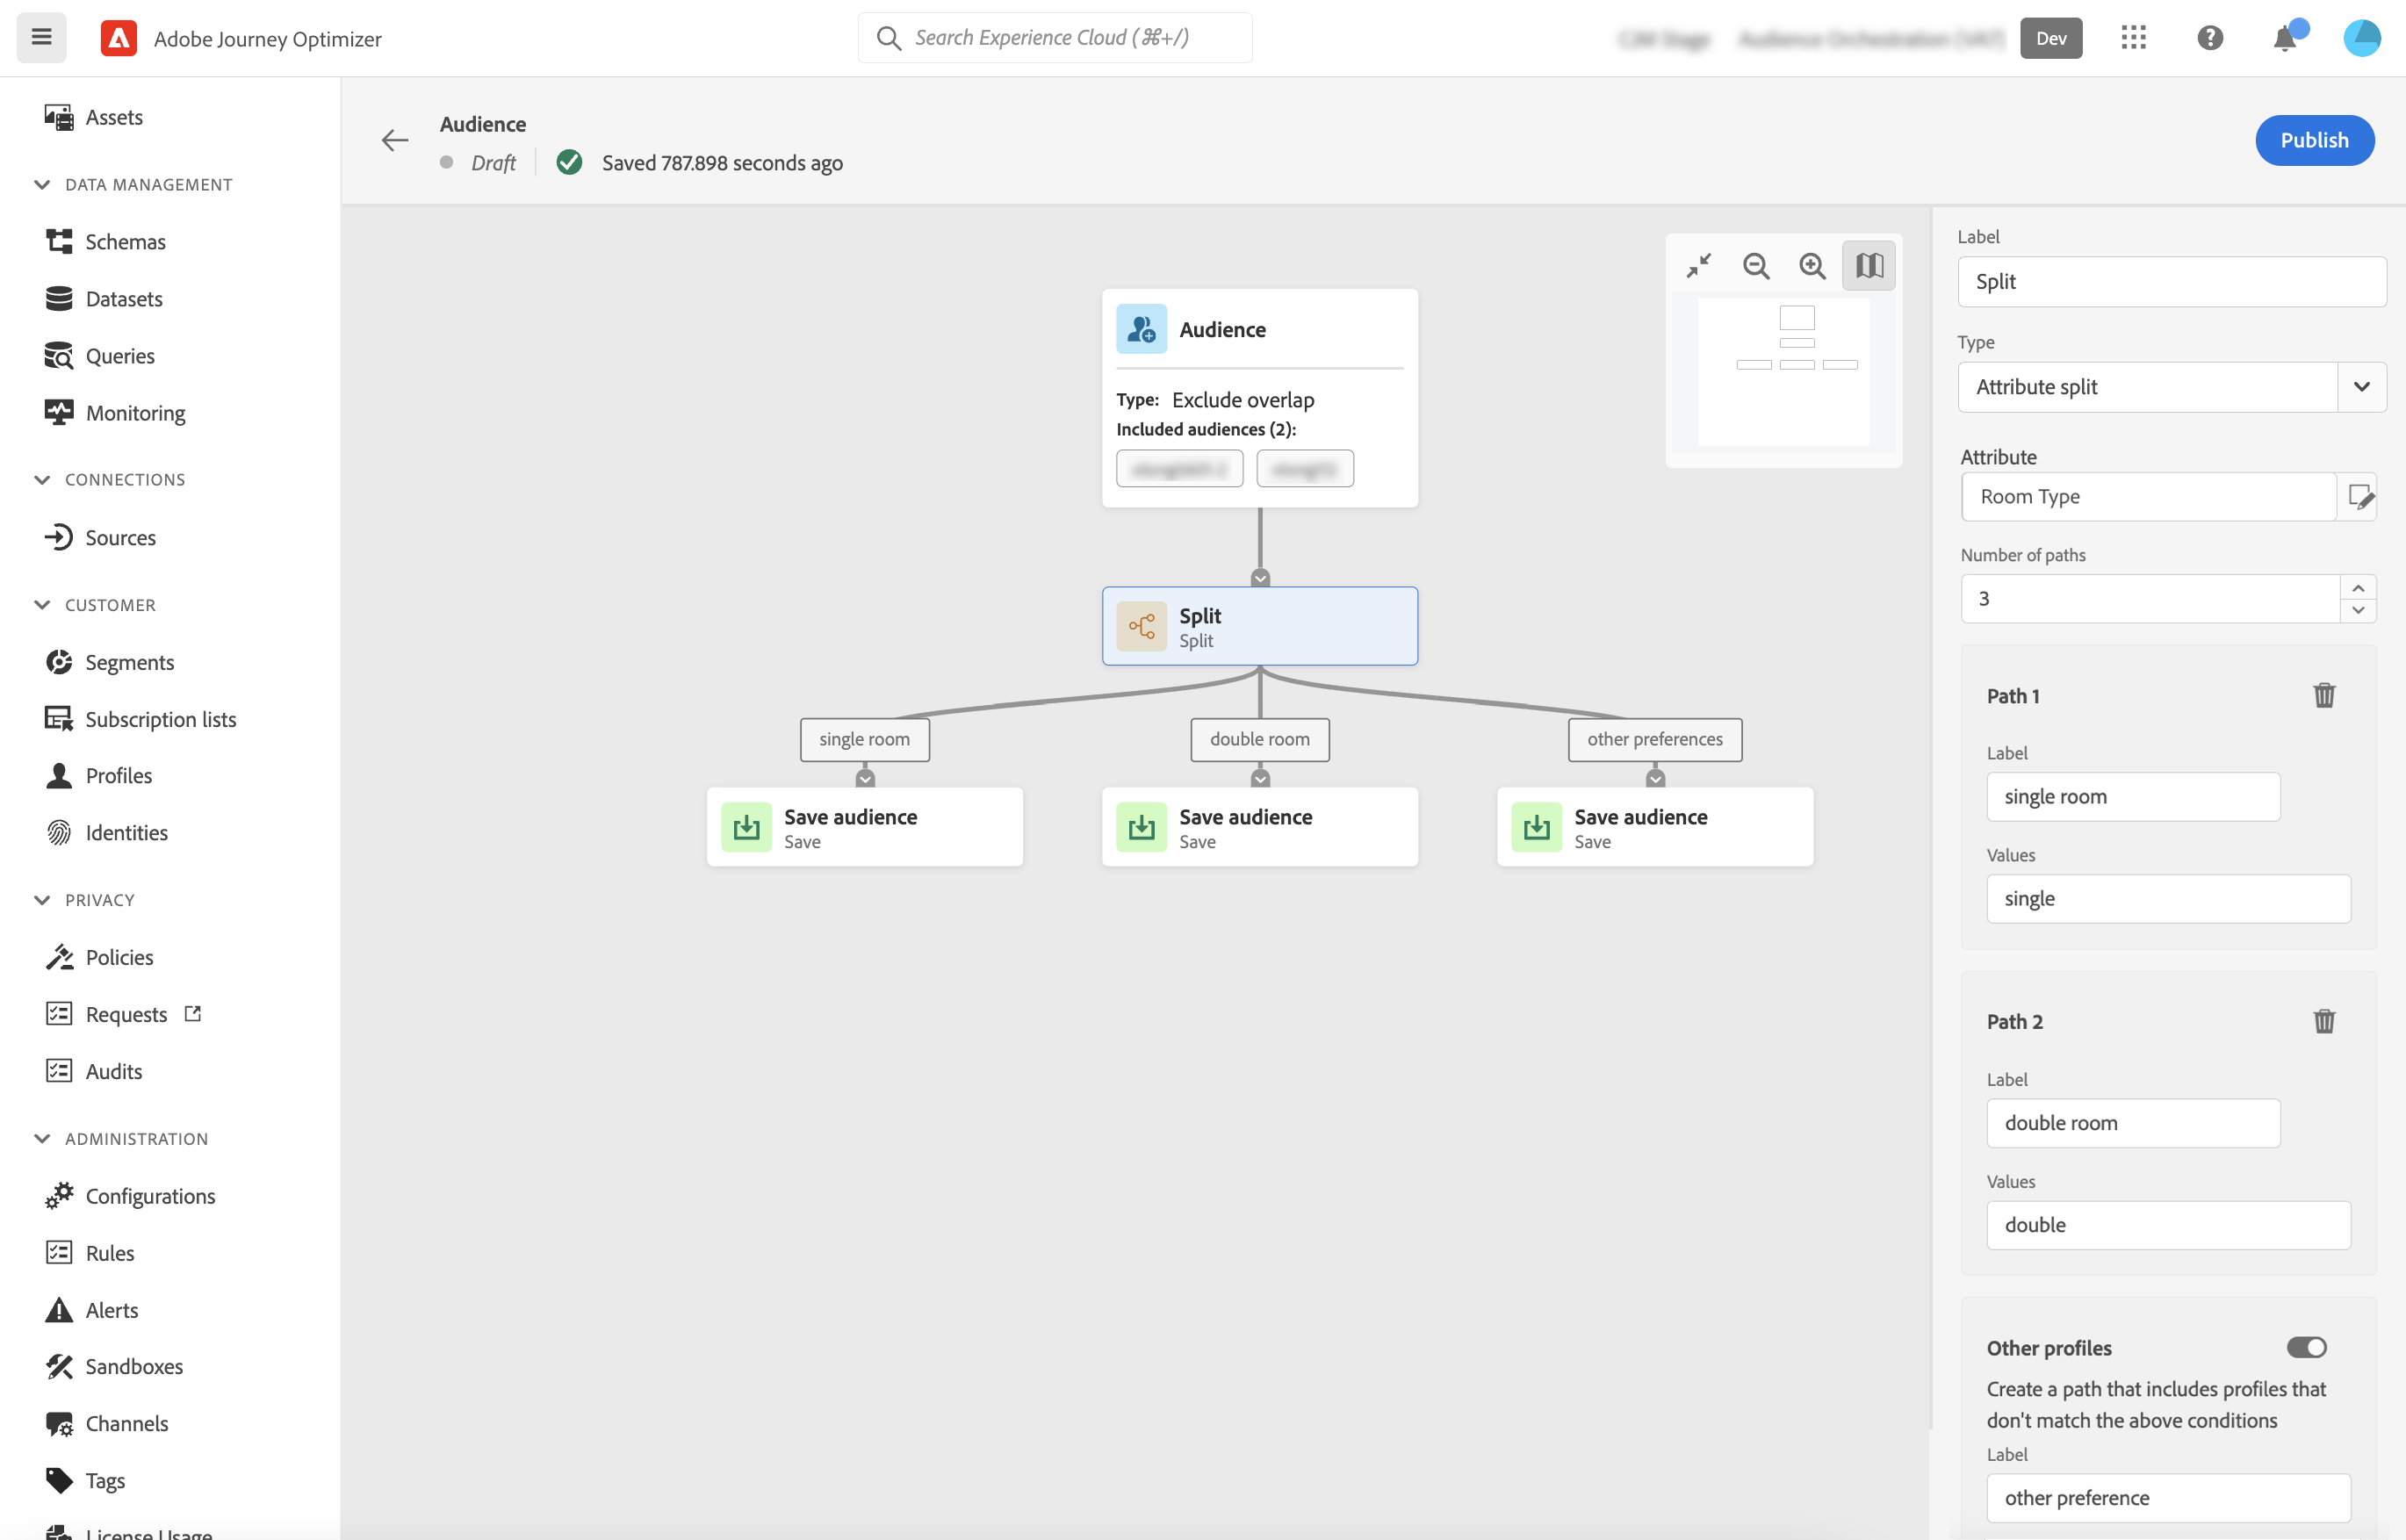 Adobe Journey Optimizer
Search Experience Cloud (⌘+/)
Dev
Assets
DATA MANAGEMENT
Schemas
Datasets
Queries
Monitoring
CONNECTIONS
Sources
CUSTOMER
Segments
Subscription lists
Profiles
Identities
PRIVACY
Policies
Requests
Audits
ADMINISTRATION
Configurations
Rules
Alerts
Sandboxes
Channels
Tags
License Usage
Audience
Draft
Saved 787.898 seconds ago
Publish
Audience
Type: Exclude overlap
Included audiences (2):
Split
Split
single room
double room
other preferences
Save audience
Save
Save audience
Save
Save audience
Save
Label
Split
Type
Attribute split
Attribute
Room Type
Number of paths
3
Path 1
Label
single room
Values
single
Path 2
Label
double room
Values
double
Other profiles
Create a path that includes profiles that
don't match the above conditions
Label
other preference